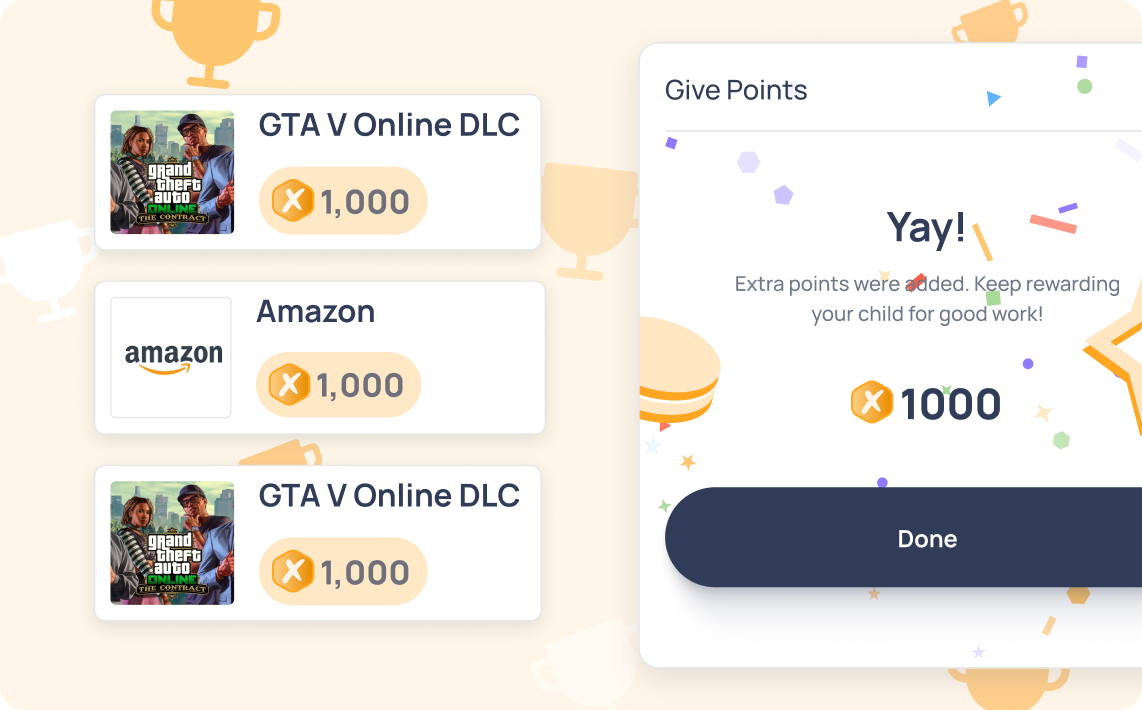 GTA V Online DLC
grand
theft
auto
ONLINE
THE CONTRACT
1,000
Amazon
amazon
1,000
GTA V Online DLC
grand
theft
auto
ONLINE
THE CONTRACT
1,000
Give Points
Yay!
Extra points were added. Keep rewarding
your child for good work!
1000
Done